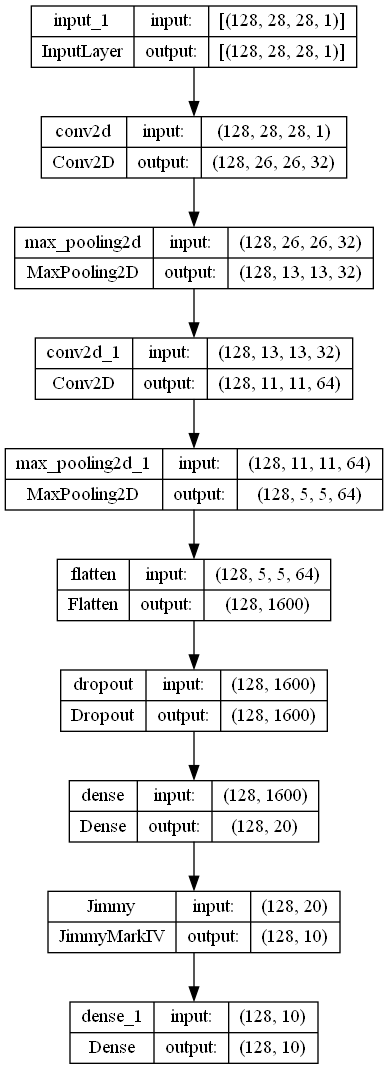 input_1 input: [(128, 28, 28, 1)]
InputLayer output: [(128, 28, 28, 1)]
conv2d input: (128, 28, 28, 1)
Conv2D output: (128, 26, 26, 32)
max_pooling2d input: (128, 26, 26, 32)
MaxPooling2D output: (128, 13, 13, 32)
conv2d_1 input: (128, 13, 13, 32)
Conv2D output: (128, 11, 11, 64)
max_pooling2d_1 input: (128, 11, 11, 64)
MaxPooling2D output: (128, 5, 5, 64)
flatten input: (128, 5, 5, 64)
Flatten output: (128, 1600)
dropout input: (128, 1600)
Dropout output: (128, 1600)
dense input: (128, 1600)
Dense output: (128, 20)
Jimmy input: (128, 20)
JimmyMarkIV output: (128, 10)
dense_1 input: (128, 10)
Dense output: (128, 10)